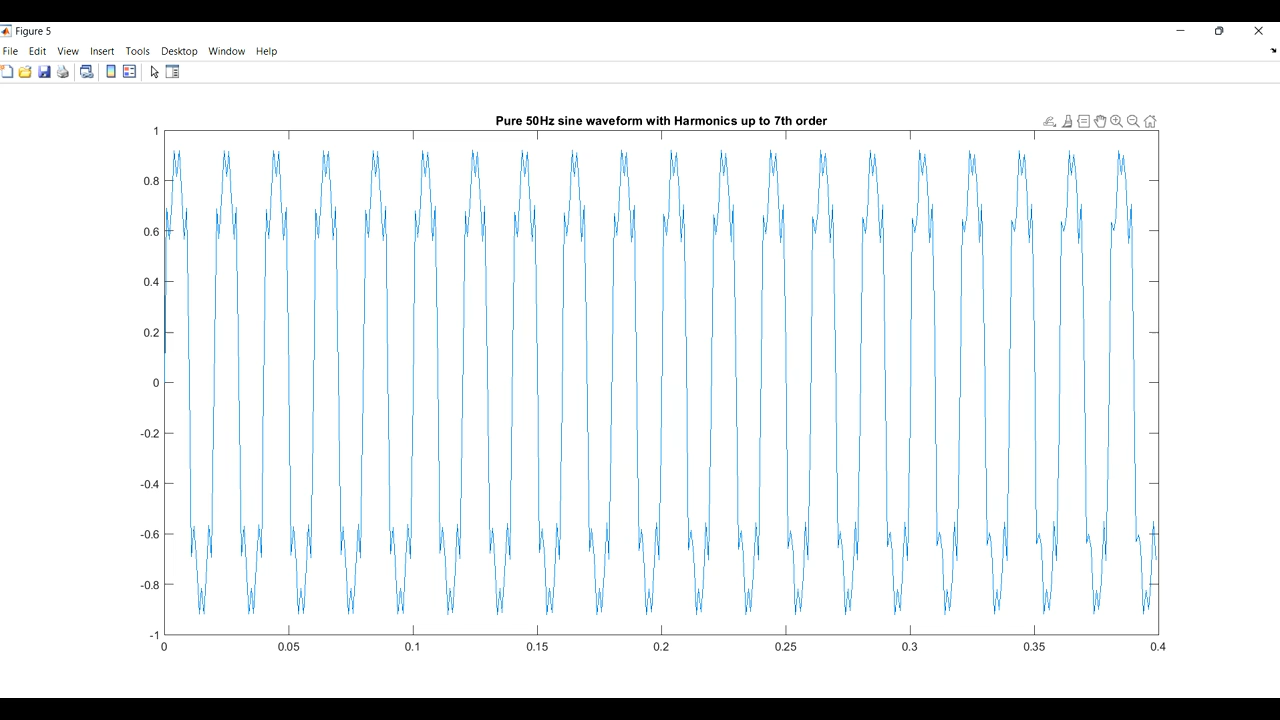 Figure 5
File Edit View Insert Tools Desktop Window Help
Pure 50Hz sine waveform with Harmonics up to 7th order
1
0.8
0.6
0.4
0.2
0
-0.2
-0.4
-0.6
-0.8
-1
0 0.05 0.1 0.15 0.2 0.25 0.3 0.35 0.4